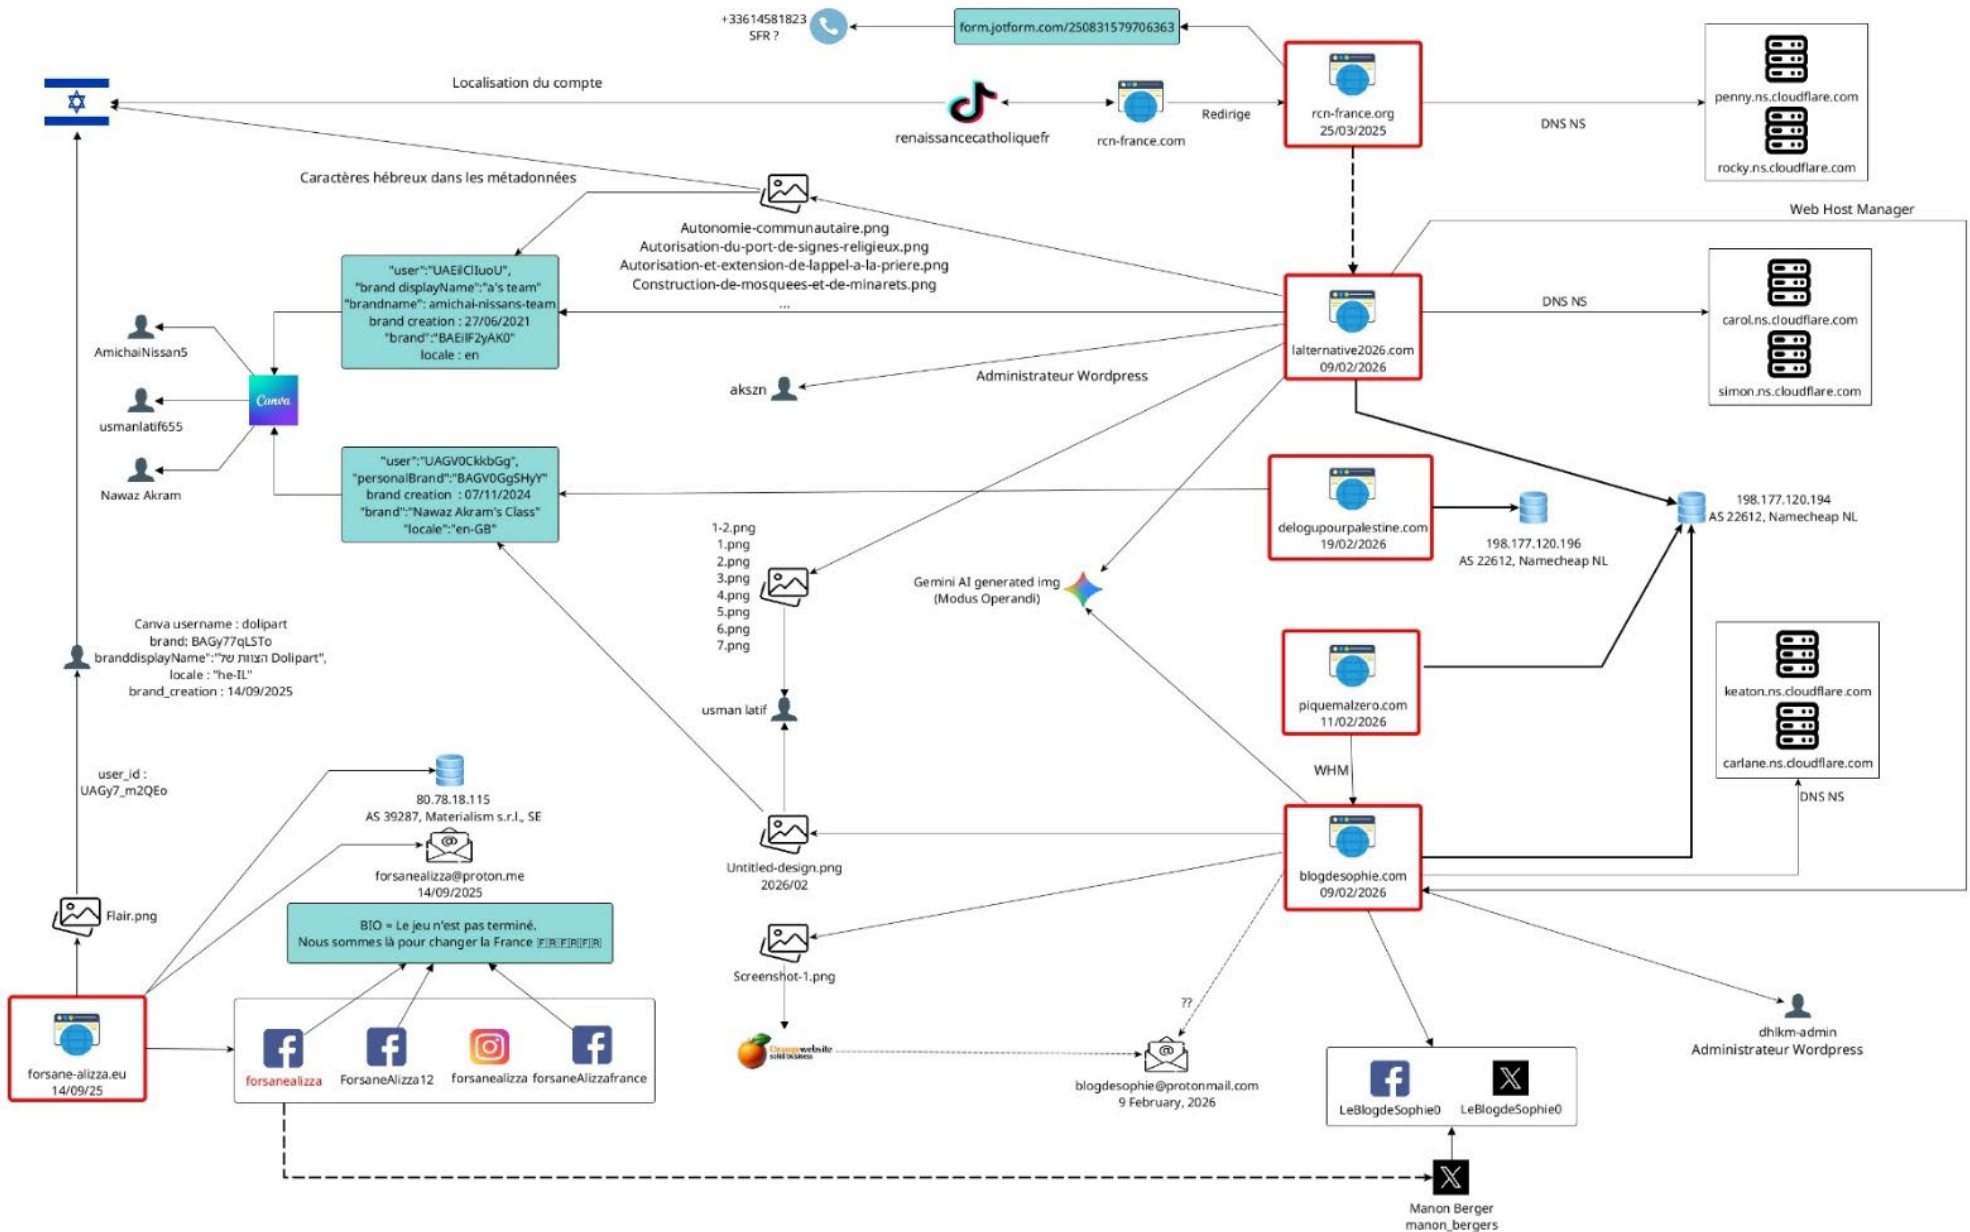 +33614581823
SFR ?
form.jotform.com/250831579706363
Localisation du compte
renaissancecatholiquefr
rcn-france.com
Redirige
rcn-france.org
25/03/2025
DNS NS
penny.ns.cloudflare.com
rocky.ns.cloudflare.com
Caractères hébreux dans les métadonnées
Autonomie-communautaire.png
Autorisation-du-port-de-signes-religieux.png
Autorisation-et-extension-de-lappel-a-la-priere.png
Construction-de-mosquees-et-de-minarets.png
...
Web Host Manager
"user":"UAEilClIuoU",
"brand displayName":"a's team"
"brandname": amichai-nissans-team
brand creation : 27/06/2021
"brand":"BAEilF2yAK0"
locale : en
AmichaiNissan5
usmanlatif655
Nawaz Akram
Canva
akszn
Administrateur Wordpress
lalternative2026.com
09/02/2026
DNS NS
carol.ns.cloudflare.com
simon.ns.cloudflare.com
"user":"UAGV0CkkbGg",
"personalBrand":"BAGV0GgSHyY"
brand creation : 07/11/2024
"brand":"Nawaz Akram's Class"
"locale":"en-GB"
delogupourpalestine.com
19/02/2026
198.177.120.196
AS 22612, Namecheap NL
198.177.120.194
AS 22612, Namecheap NL
1-2.png
1.png
2.png
3.png
4.png
5.png
6.png
7.png
Gemini AI generated img
(Modus Operandi)
usman latif
Canva username : dolipart
brand: BAGy77qLSTo
branddisplayName":"הצוות של Dolipart",
locale : "he-IL"
brand_creation : 14/09/2025
user_id :
UAGy7_m2QEo
piquemalzero.com
11/02/2026
WHM
keaton.ns.cloudflare.com
carlane.ns.cloudflare.com
DNS NS
80.78.18.115
AS 39287, Materialism s.r.l., SE
forsanealizza@proton.me
14/09/2025
Untitled-design.png
2026/02
blogdesophie.com
09/02/2026
Flair.png
BIO = Le jeu n'est pas terminé.
Nous sommes là pour changer la France 🇫🇷🇫🇷🇫🇷
Screenshot-1.png
??
Orangewebsite
solid business
forsane-alizza.eu
14/09/25
forsanealizza
ForsaneAlizza12
forsanealizza
forsaneAlizzafrance
blogdesophie@protonmail.com
9 February, 2026
dhlkm-admin
Administrateur Wordpress
LeBlogdeSophie0
LeBlogdeSophie0
Manon Berger
manon_bergers